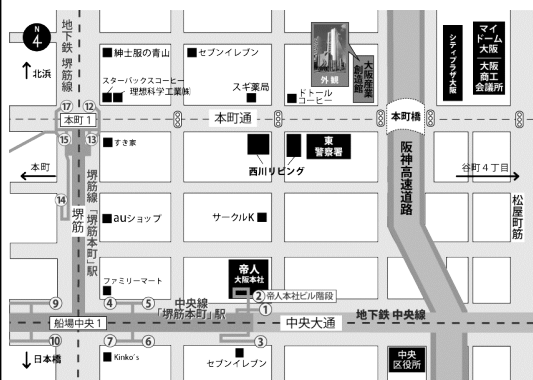 N
4
地下鉄 堺筋線
北浜
紳士服の青山
セブンイレブン
スターバックスコーヒー
理想科学工業㈱
スギ薬局
ドトール
コーヒー
外観
大阪産業
創造館
シティプラザ大阪
マイ
ドーム
大阪
大阪
商工
会議所
⑰
⑫
本町1
本町通
本町橋
⑮
⑬
すき家
西川リビング
東
警察署
本町
谷町4丁目
阪神高速道路
堺筋線「堺筋本町」駅
⑭
堺筋
auショップ
サークルK
松屋町筋
ファミリーマート
帝人
大阪本社
②帝人本社ビル階段
①
⑨
④
⑤
中央線
「堺筋本町」駅
船場中央1
中央大通
地下鉄 中央線
⑩
⑦
⑥
③
日本橋
Kinko's
セブンイレブン
中央
区役所